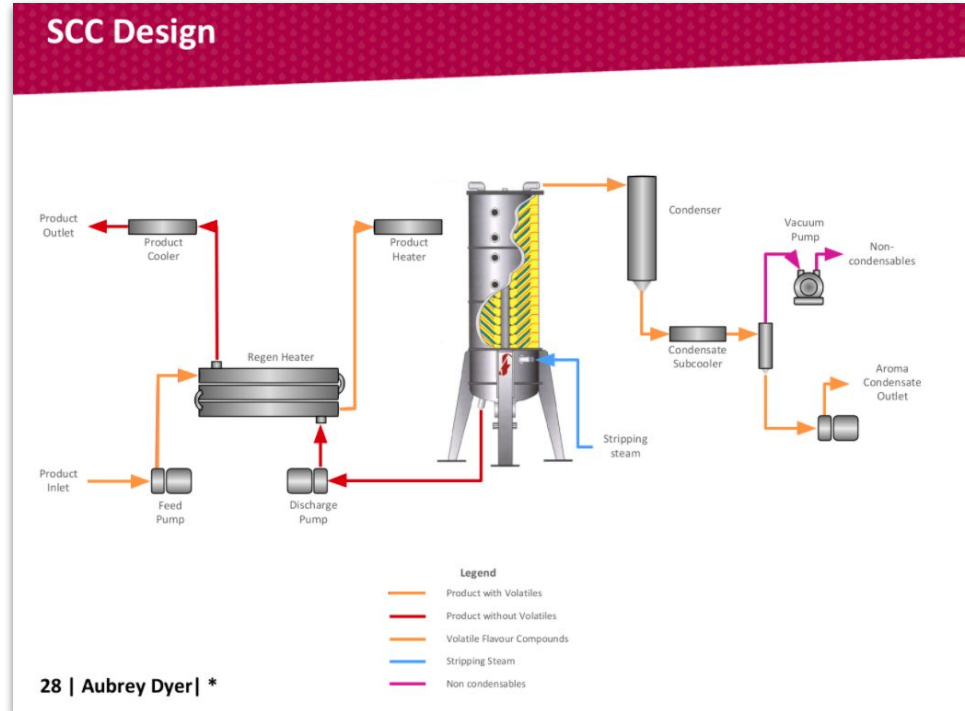 SCC Design
Product
Outlet
Product
Cooler
Product
Heater
Condenser
Vacuum
Pump
Non-
condensables
Regen Heater
Condensate
Subcooler
Aroma
Condensate
Outlet
Stripping
steam
Product
Inlet
Feed
Pump
Discharge
Pump
Legend
Product with Volatiles
Product without Volatiles
Volatile Flavour Compounds
Stripping Steam
Non condensables
28 | Aubrey Dyer| *